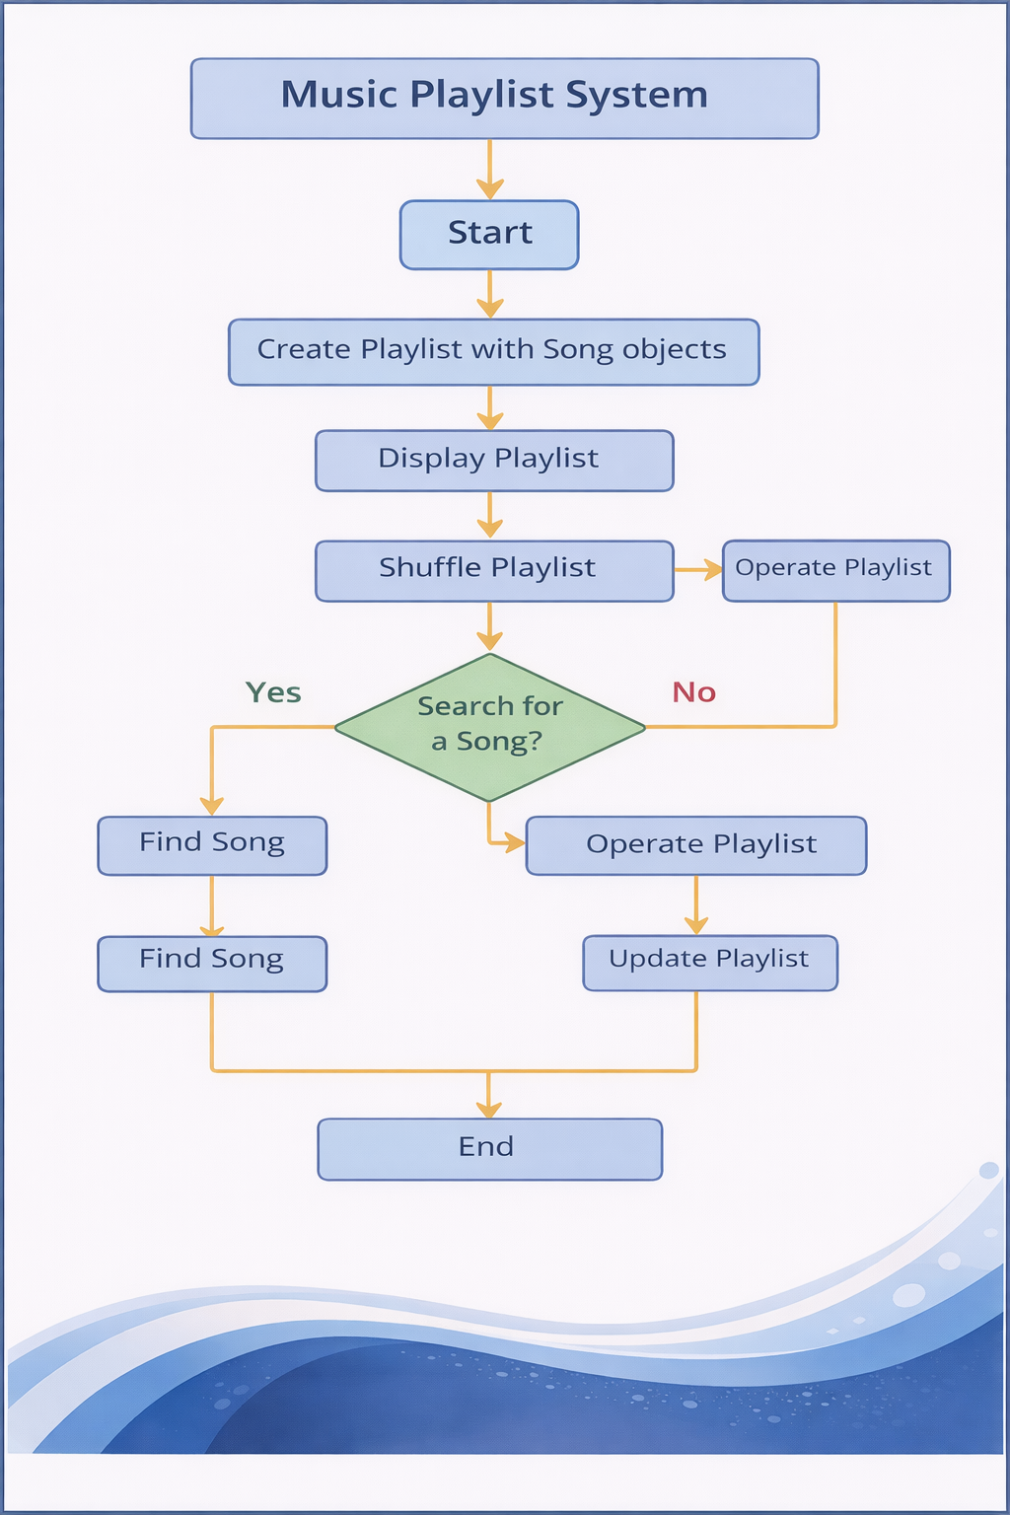 Music Playlist System
Start
Create Playlist with Song objects
Display Playlist
Shuffle Playlist
Operate Playlist
Yes
No
Search for
a Song?
Find Song
Operate Playlist
Find Song
Update Playlist
End